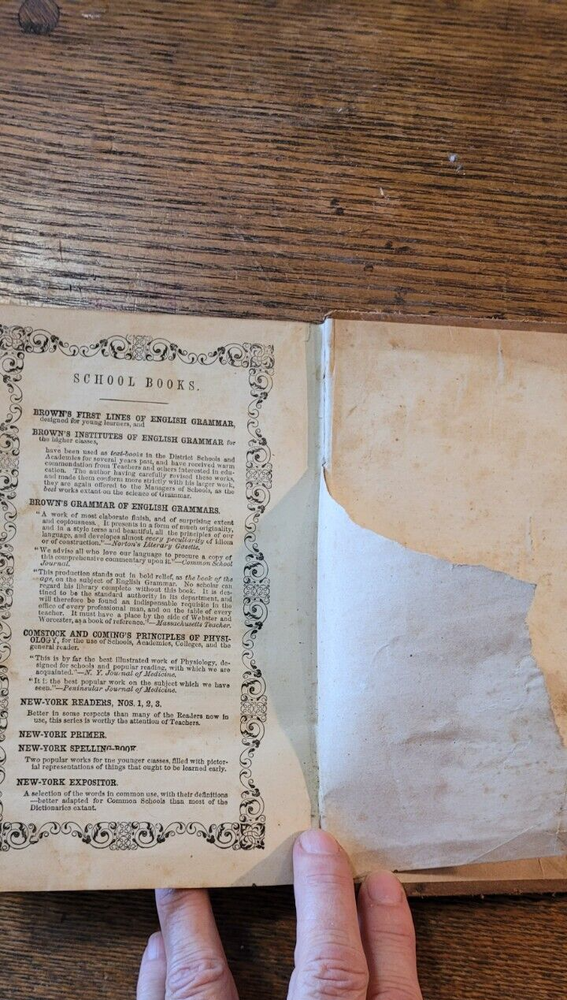 SCHOOL BOOKS.
BROWN'S FIRST LINES OF ENGLISH GRAMMAR,
designed for young learners, and
BROWN'S INSTITUTES OF ENGLISH GRAMMAR for
the higher classes,
have been used as text-books in the District Schools and
Academies for several years past, and have received warm
commendation from Teachers and others interested in edu-
cation. The author having carefully revised these works,
and made them conform more strictly with his larger work,
they are again offered to the Managers of Schools, as the
best works extant on the science of Grammar.
BROWN'S GRAMMAR OF ENGLISH GRAMMARS.
"A work of most elaborate finish, and of surprising extent
and copiousness. It presents in a form of much originality,
and in a style terse and beautiful, all the principles of our
language, and develops almost every peculiarity of idiom
or of construction."—Norton's Literary Gazette.
"We advise all who love our language to procure a copy of
this comprehensive commentary upon it."—Common School
Journal.
"This production stands out in bold relief, as the book of the
age, on the subject of English Grammar. No scholar can
regard his library complete without this book. It is des-
tined to be the standard authority in its department, and
will therefore be found an indispensable requisite in the
office of every professional man, and on the table of every
teacher. It must have a place by the side of Webster and
Worcester, as a book of reference."—Massachusetts Teacher.
COMSTOCK AND COMING'S PRINCIPLES OF PHYSI-
OLOGY, for the use of Schools, Academies, Colleges, and the
general reader.
"This is by far the best illustrated work of Physiology, de-
signed for schools and popular reading, with which we are
acquainted."—N. Y. Journal of Medicine.
"It is the best popular work on the subject which we have
seen."—Peninsular Journal of Medicine.
NEW-YORK READERS, NOS. 1, 2, 3.
Better in some respects than many of the Readers now in
use, this series is worthy the attention of Teachers.
NEW-YORK PRIMER.
NEW-YORK SPELLING-BOOK.
Two popular works for the younger classes, filled with pictor-
ial representations of things that ought to be learned early.
NEW-YORK EXPOSITOR.
A selection of the words in common use, with their definitions
—better adapted for Common Schools than most of the
Dictionaries extant.